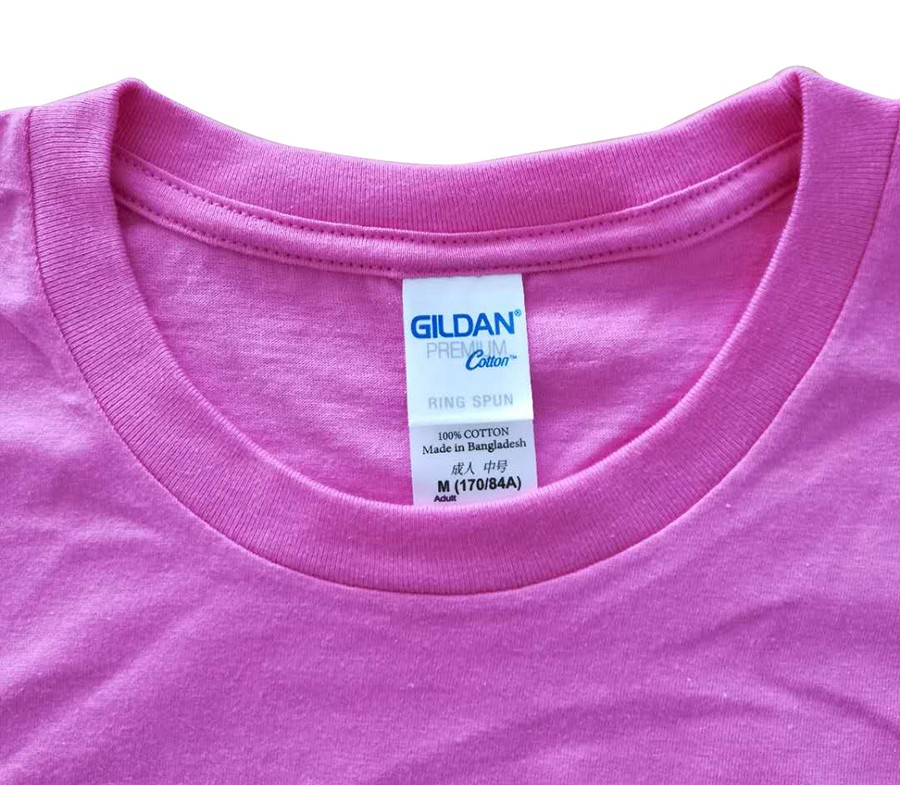 GILDAN®
PREMIUM
Cotton™
RING SPUN
100% COTTON
Made in Bangladesh
成人 中号
M (170/84A)
Adult